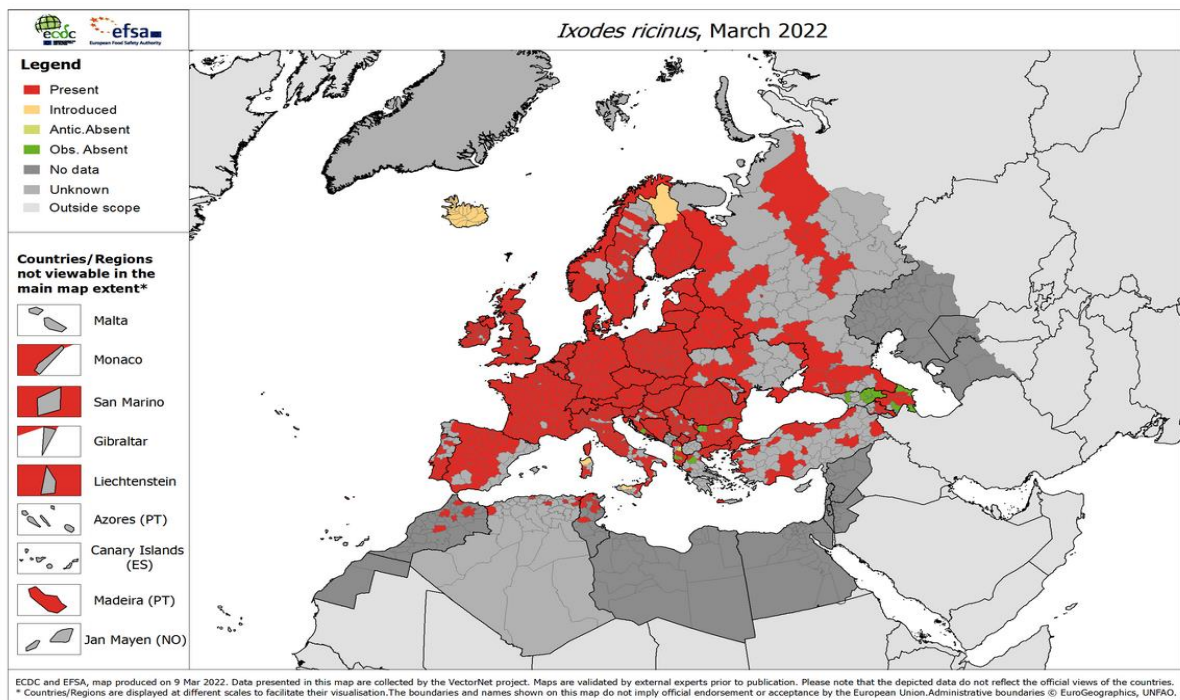 ecdc
efsa
European Food Safety Authority
Ixodes ricinus, March 2022
Legend
Present
Introduced
Antic.Absent
Obs. Absent
No data
Unknown
Outside scope
Countries/Regions
not viewable in the
main map extent*
Malta
Monaco
San Marino
Gibraltar
Liechtenstein
Azores (PT)
Canary Islands
(ES)
Madeira (PT)
Jan Mayen (NO)
ECDC and EFSA, map produced on 9 Mar 2022. Data presented in this map are collected by the VectorNet project. Maps are validated by external experts prior to publication. Please note that the depicted data do not reflect the official views of the countries.
* Countries/Regions are displayed at different scales to facilitate their visualisation.The boundaries and names shown on this map do not imply official endorsement or acceptance by the European Union.Administrative boundaries © EuroGeographics, UNFAO.